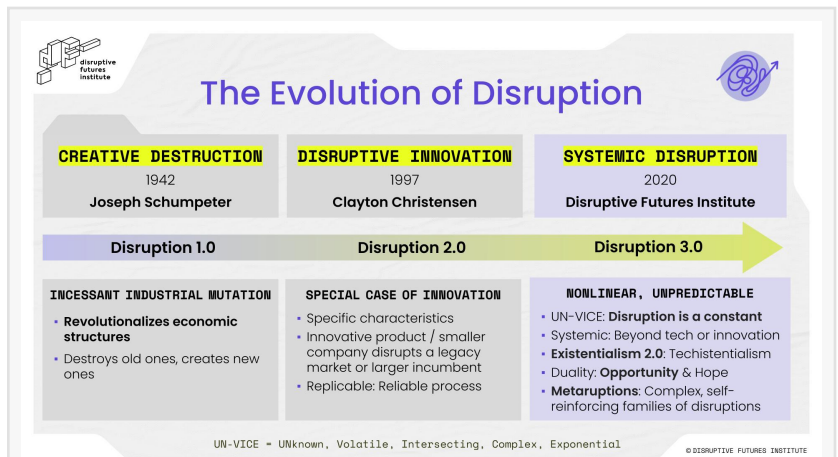 disruptive
futures
institute
The Evolution of Disruption
CREATIVE DESTRUCTION
1942
Joseph Schumpeter
DISRUPTIVE INNOVATION
1997
Clayton Christensen
SYSTEMIC DISRUPTION
2020
Disruptive Futures Institute
Disruption 1.0
Disruption 2.0
Disruption 3.0
INCESSANT INDUSTRIAL MUTATION
▪ Revolutionalizes economic
structures
▪ Destroys old ones, creates new
ones
SPECIAL CASE OF INNOVATION
▪ Specific characteristics
▪ Innovative product / smaller
company disrupts a legacy
market or larger incumbent
▪ Replicable: Reliable process
NONLINEAR, UNPREDICTABLE
▪ UN-VICE: Disruption is a constant
▪ Systemic: Beyond tech or innovation
▪ Existentialism 2.0: Techistentialism
▪ Duality: Opportunity & Hope
▪ Metaruptions: Complex, self-
reinforcing families of disruptions
UN-VICE = UNknown, Volatile, Intersecting, Complex, Exponential
© DISRUPTIVE FUTURES INSTITUTE